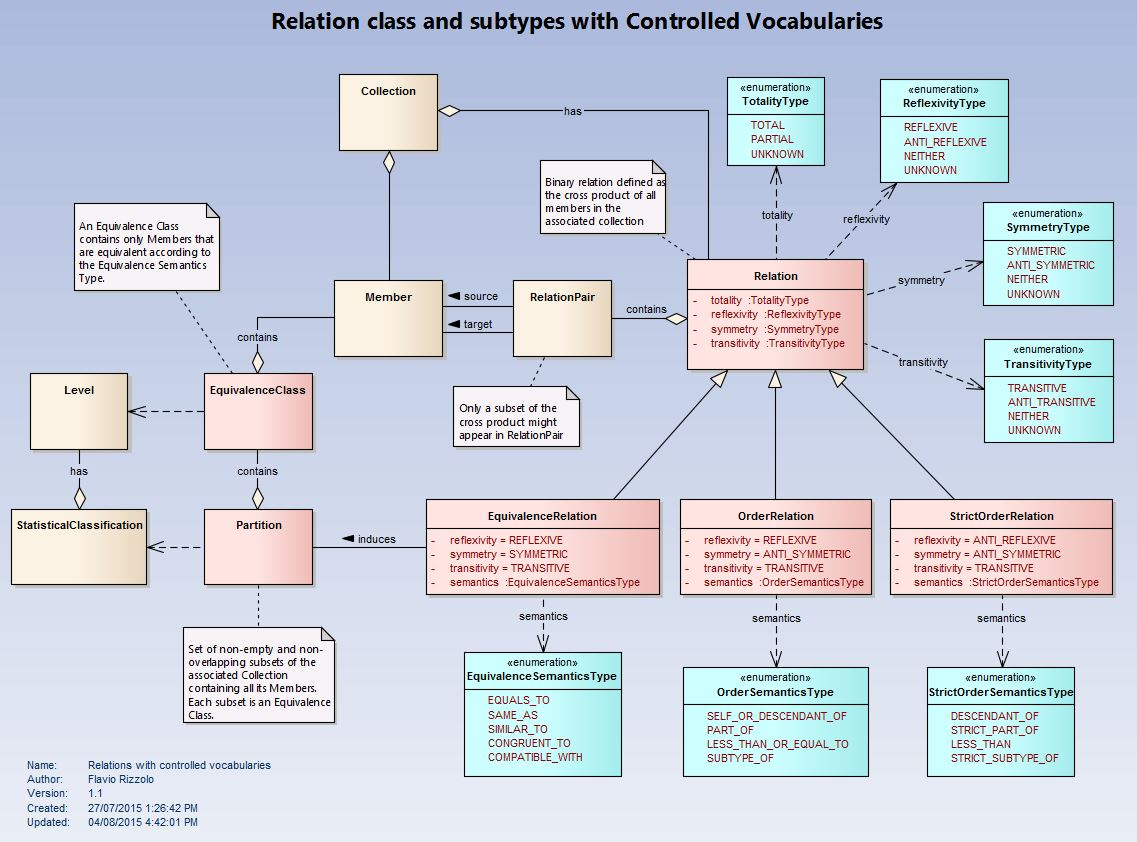 Relation class and subtypes with Controlled Vocabularies
Collection
has
«enumeration»
TotalityType
TOTAL
PARTIAL
UNKNOWN
«enumeration»
ReflexivityType
REFLEXIVE
ANTI_REFLEXIVE
NEITHER
UNKNOWN
Binary relation defined as
the cross product of all
members in the
associated collection
An Equivalence Class
contains only Members that
are equivalent according to
the Equivalence Semantics
Type.
totality
reflexivity
«enumeration»
SymmetryType
SYMMETRIC
ANTI_SYMMETRIC
NEITHER
UNKNOWN
symmetry
Member
source
target
RelationPair
contains
Relation
- totality :TotalityType
- reflexivity :ReflexivityType
- symmetry :SymmetryType
- transitivity :TransitivityType
transitivity
«enumeration»
TransitivityType
TRANSITIVE
ANTI_TRANSITIVE
NEITHER
UNKNOWN
contains
Level
EquivalenceClass
Only a subset of the
cross product might
appear in RelationPair
has
contains
StatisticalClassification
Partition
induces
EquivalenceRelation
- reflexivity = REFLEXIVE
- symmetry = SYMMETRIC
- transitivity = TRANSITIVE
- semantics :EquivalenceSemanticsType
OrderRelation
- reflexivity = REFLEXIVE
- symmetry = ANTI_SYMMETRIC
- transitivity = TRANSITIVE
- semantics :OrderSemanticsType
StrictOrderRelation
- reflexivity = ANTI_REFLEXIVE
- symmetry = ANTI_SYMMETRIC
- transitivity = TRANSITIVE
- semantics :StrictOrderSemanticsType
semantics
semantics
semantics
Set of non-empty and non-
overlapping subsets of the
associated Collection
containing all its Members.
Each subset is an Equivalence
Class.
«enumeration»
EquivalenceSemanticsType
EQUALS_TO
SAME_AS
SIMILAR_TO
CONGRUENT_TO
COMPATIBLE_WITH
«enumeration»
OrderSemanticsType
SELF_OR_DESCENDANT_OF
PART_OF
LESS_THAN_OR_EQUAL_TO
SUBTYPE_OF
«enumeration»
StrictOrderSemanticsType
DESCENDANT_OF
STRICT_PART_OF
LESS_THAN
STRICT_SUBTYPE_OF
Name: Relations with controlled vocabularies
Author: Flavio Rizzolo
Version: 1.1
Created: 27/07/2015 1:26:42 PM
Updated: 04/08/2015 4:42:01 PM